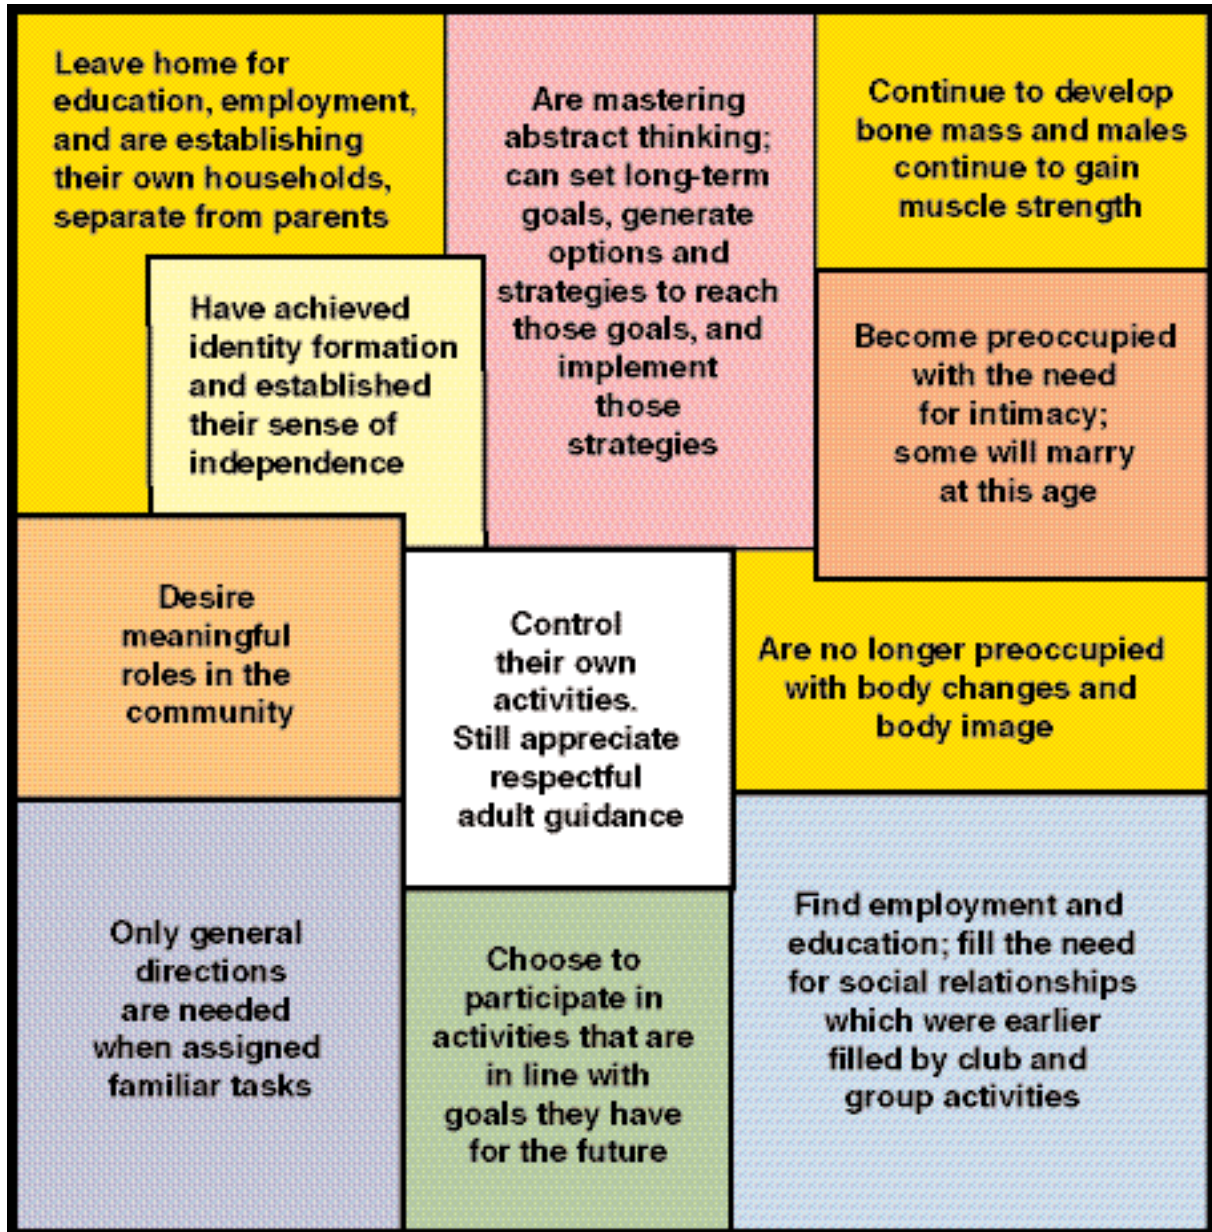 Leave home for
education, employment,
and are establishing
their own households,
separate from parents
Are mastering
abstract thinking;
can set long-term
goals, generate
options and
strategies to reach
those goals, and
implement
those
strategies
Continue to develop
bone mass and males
continue to gain
muscle strength
Have achieved
identity formation
and established
their sense of
independence
Become preoccupied
with the need
for intimacy;
some will marry
at this age
Desire
meaningful
roles in the
community
Control
their own
activities.
Still appreciate
respectful
adult guidance
Are no longer preoccupied
with body changes and
body image
Only general
directions
are needed
when assigned
familiar tasks
Choose to
participate in
activities that are
in line with
goals they have
for the future
Find employment and
education; fill the need
for social relationships
which were earlier
filled by club and
group activities